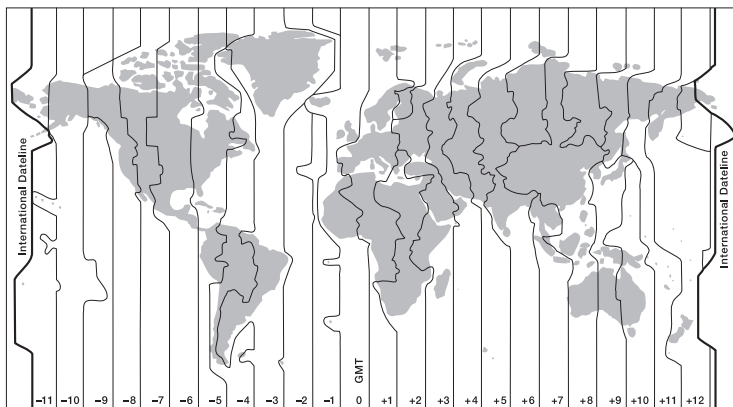 International Dateline
International Dateline
GMT
−11 −10 −9 −8 −7 −6 −5 −4 −3 −2 −1 0 +1 +2 +3 +4 +5 +6 +7 +8 +9 +10 +11 +12